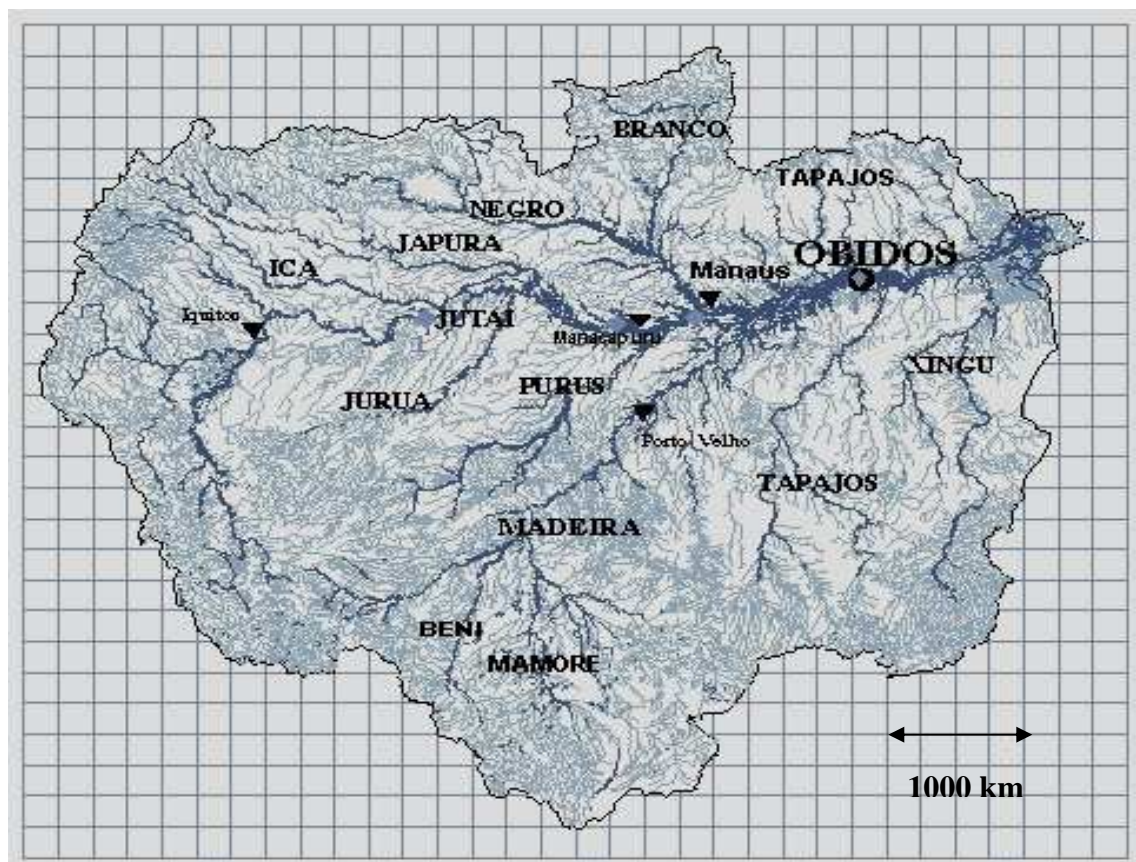 BRANCO
TAPAJOS
NEGRO
JAPURA
OBIDOS
ICA
Manaus
Iquitos
JUTAI
Manacapuru
XINGU
PURUS
JURUA
Porto Velho
TAPAJOS
MADEIRA
BENI
MAMORE
1000 km